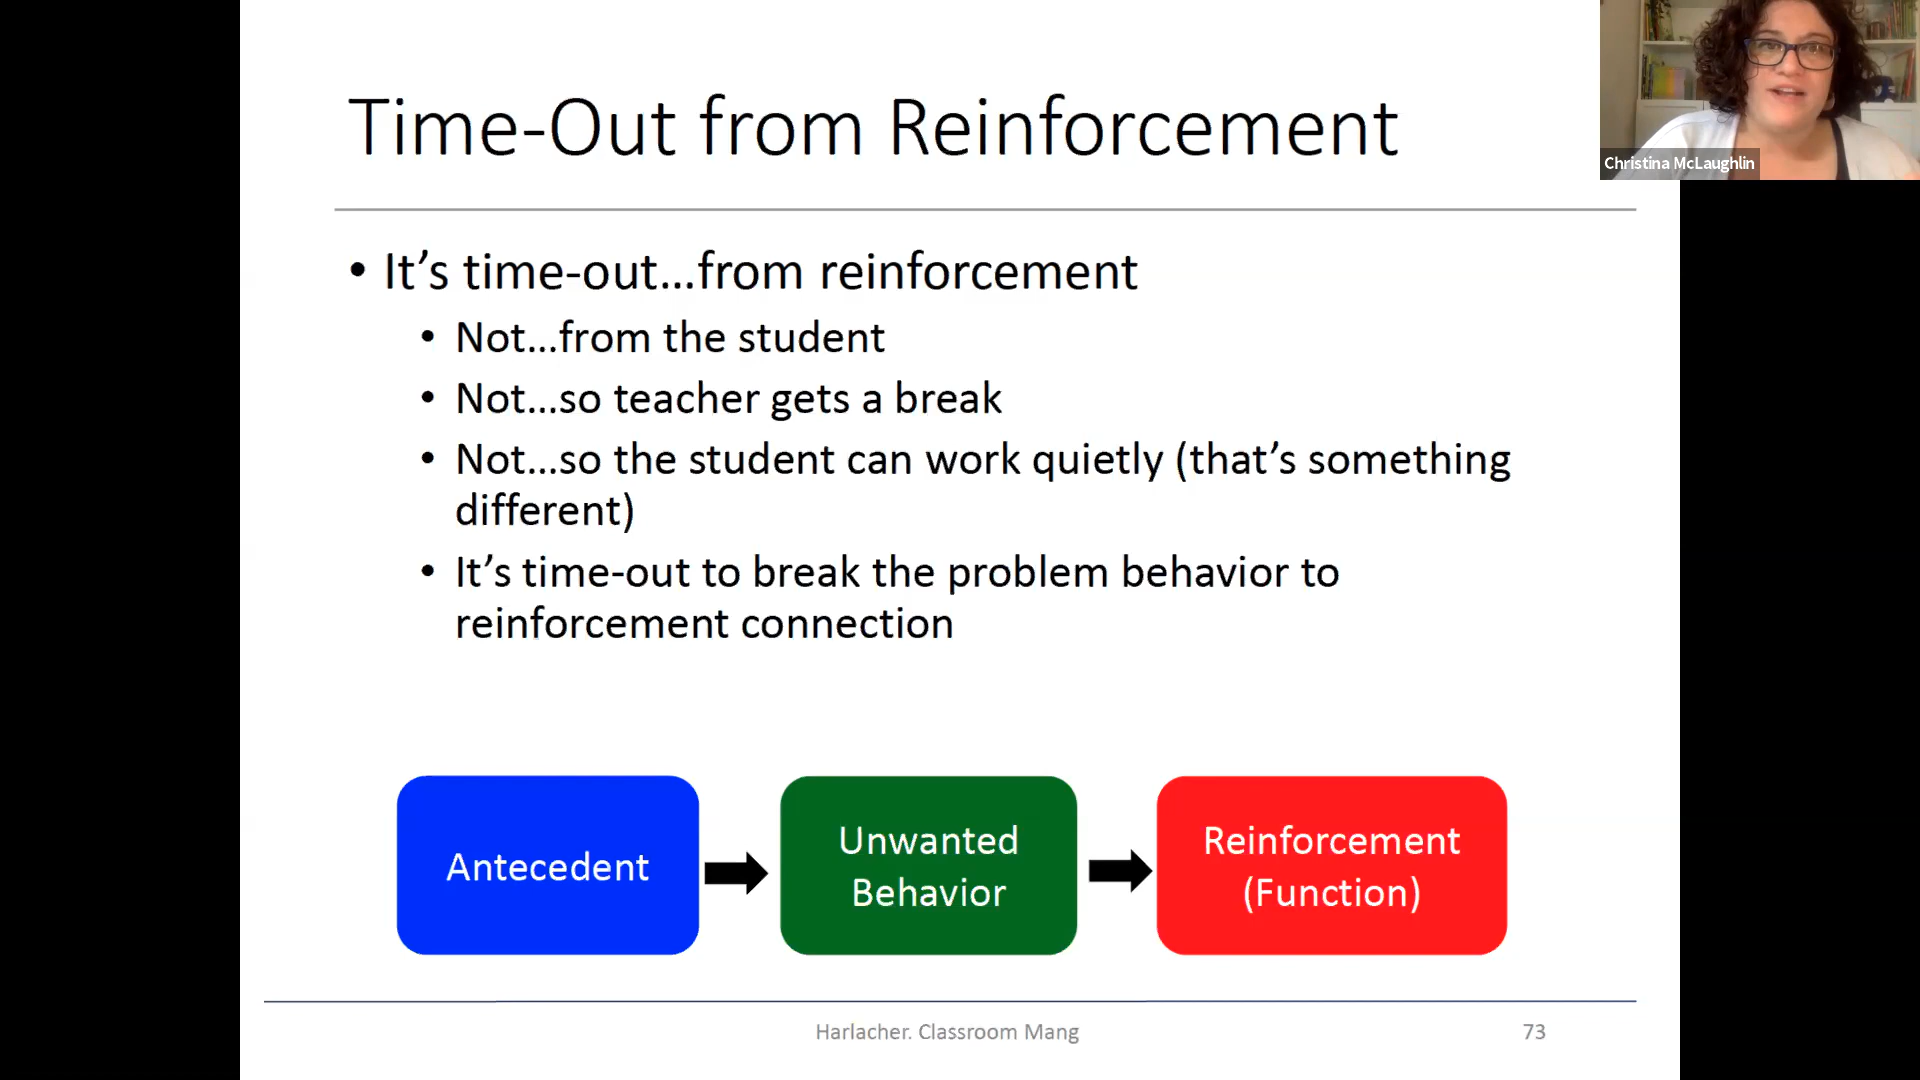 Time-Out from Reinforcement
Christina McLaughlin
• It’s time-out...from reinforcement
• Not...from the student
• Not...so teacher gets a break
• Not...so the student can work quietly (that’s something
different)
• It’s time-out to break the problem behavior to
reinforcement connection
Antecedent
Unwanted
Behavior
Reinforcement
(Function)
Harlacher. Classroom Mang
73